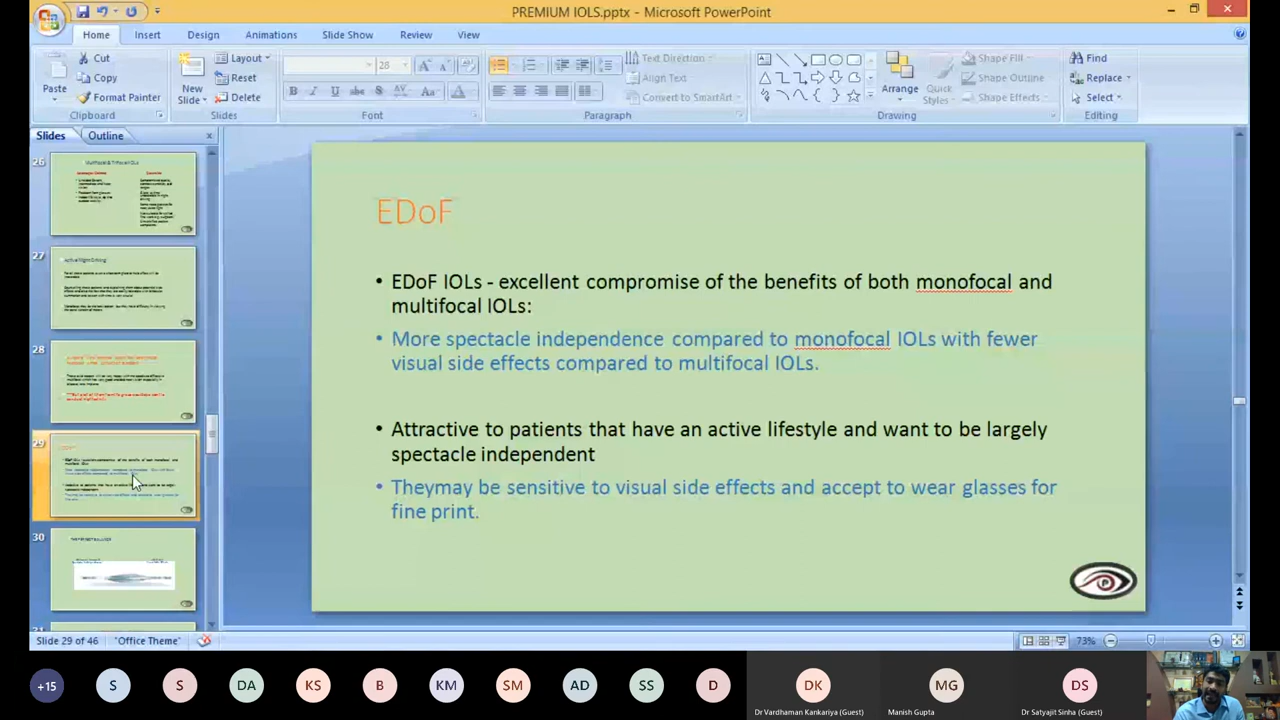 PREMIUM IOLS.pptx - Microsoft PowerPoint
Home Insert Design Animations Slide Show Review View
Paste
Cut
Copy
Format Painter
Clipboard
New Slide
Layout
Reset
Delete
Slides
28
Font
Text Direction
Align Text
Convert to SmartArt
Paragraph
Arrange
Quick Styles
Shape Fill
Shape Outline
Shape Effects
Drawing
Find
Replace
Select
Editing
Slides Outline
26
27
28
29
30
EDoF
• EDoF IOLs - excellent compromise of the benefits of both monofocal and
multifocal IOLs:
• More spectacle independence compared to monofocal IOLs with fewer
visual side effects compared to multifocal IOLs.
• Attractive to patients that have an active lifestyle and want to be largely
spectacle independent
• Theymay be sensitive to visual side effects and accept to wear glasses for
fine print.
Slide 29 of 46 "Office Theme" 73%
+15 S S DA KS B KM SM AD SS D DK MG DS
Dr Vardhaman Kankariya (Guest) Manish Gupta Dr Satyajit Sinha (Guest)